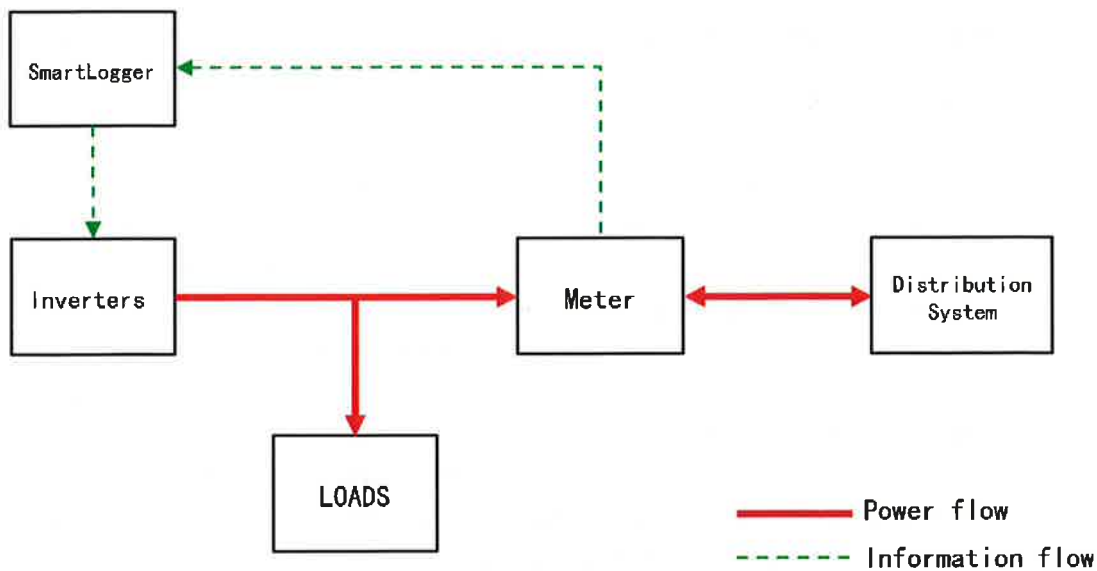 SmartLogger
Inverters
Meter
Distribution
System
LOADS
Power flow
Information flow